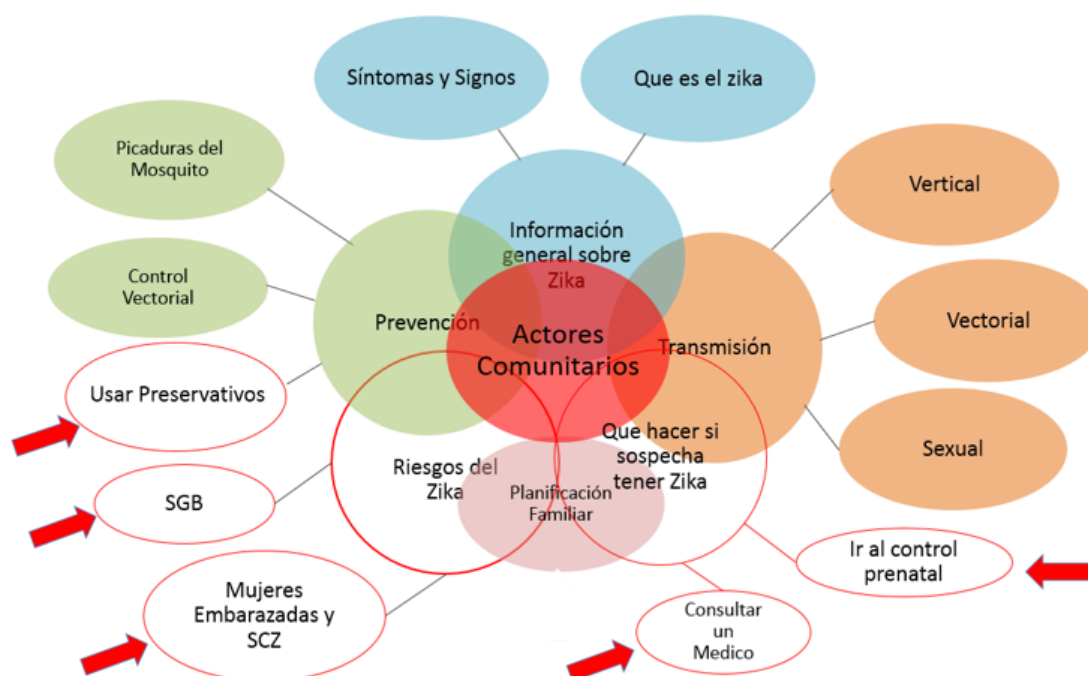 Síntomas y Signos
Que es el zika
Picaduras del
Mosquito
Vertical
Información
general sobre
Zika
Control
Vectorial
Prevención
Actores
Comunitarios
Transmisión
Vectorial
Usar Preservativos
Que hacer si
sospecha
tener Zika
Sexual
Riesgos del
Zika
Planificación
Familiar
SGB
Ir al control
prenatal
Mujeres
Embarazadas y
SCZ
Consultar
un
Medico